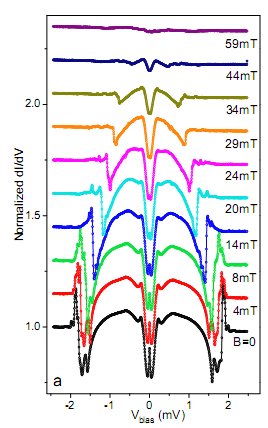 59mT
44mT
2.0
34mT
29mT
24mT
20mT
1.5
14mT
8mT
4mT
1.0
B=0
a
-2 -1 0 1 2
V_bias (mV)
Normalized dI/dV